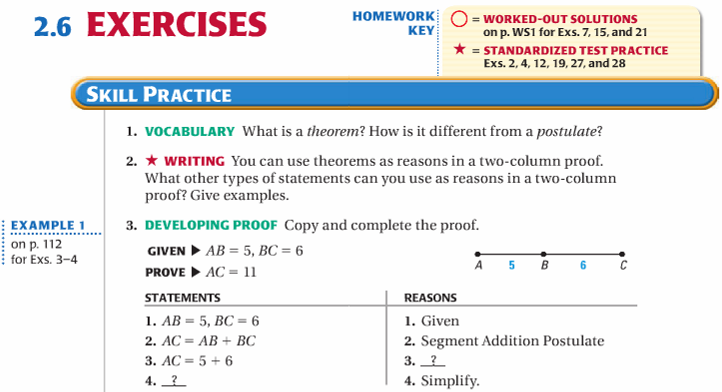 2.6 EXERCISES
HOMEWORK
KEY
= WORKED-OUT SOLUTIONS
on p. WS1 for Exs. 7, 15, and 21
★ = STANDARDIZED TEST PRACTICE
Exs. 2, 4, 12, 19, 27, and 28
SKILL PRACTICE
1. VOCABULARY What is a theorem? How is it different from a postulate?
2. ★ WRITING You can use theorems as reasons in a two-column proof.
What other types of statements can you use as reasons in a two-column
proof? Give examples.
EXAMPLE 1
on p. 112
for Exs. 3–4
3. DEVELOPING PROOF Copy and complete the proof.
GIVEN ▶ AB = 5, BC = 6
PROVE ▶ AC = 11
A 5 B 6 C
STATEMENTS
1. AB = 5, BC = 6
2. AC = AB + BC
3. AC = 5 + 6
4. ?
REASONS
1. Given
2. Segment Addition Postulate
3. ?
4. Simplify.